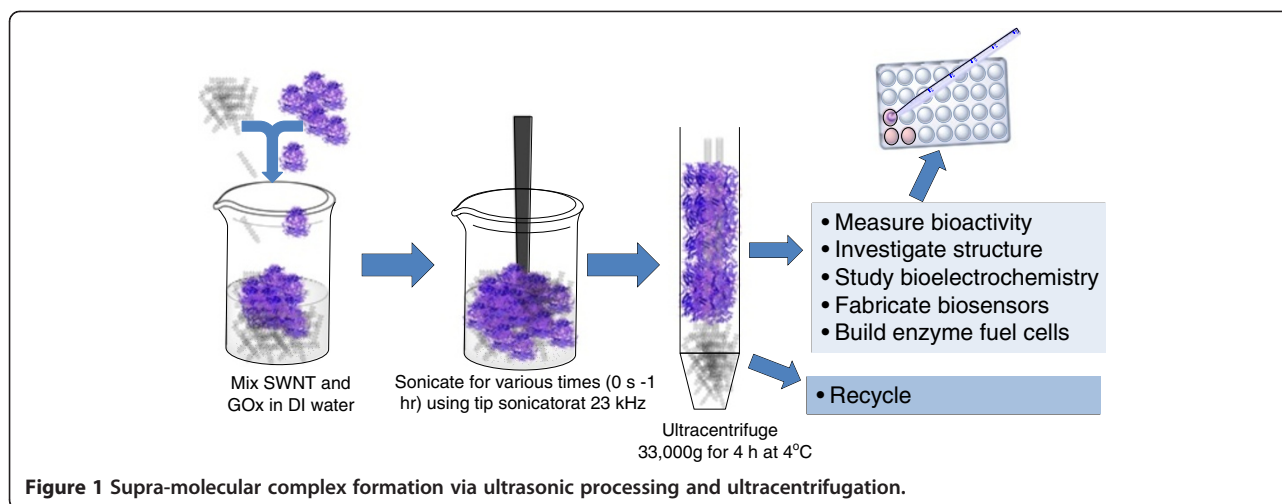 Mix SWNT and
GOx in DI water
Sonicate for various times (0 s -1
hr) using tip sonicatorat 23 kHz
Ultracentrifuge
33,000g for 4 h at 4°C
• Measure bioactivity
• Investigate structure
• Study bioelectrochemistry
• Fabricate biosensors
• Build enzyme fuel cells
• Recycle
Figure 1 Supra-molecular complex formation via ultrasonic processing and ultracentrifugation.